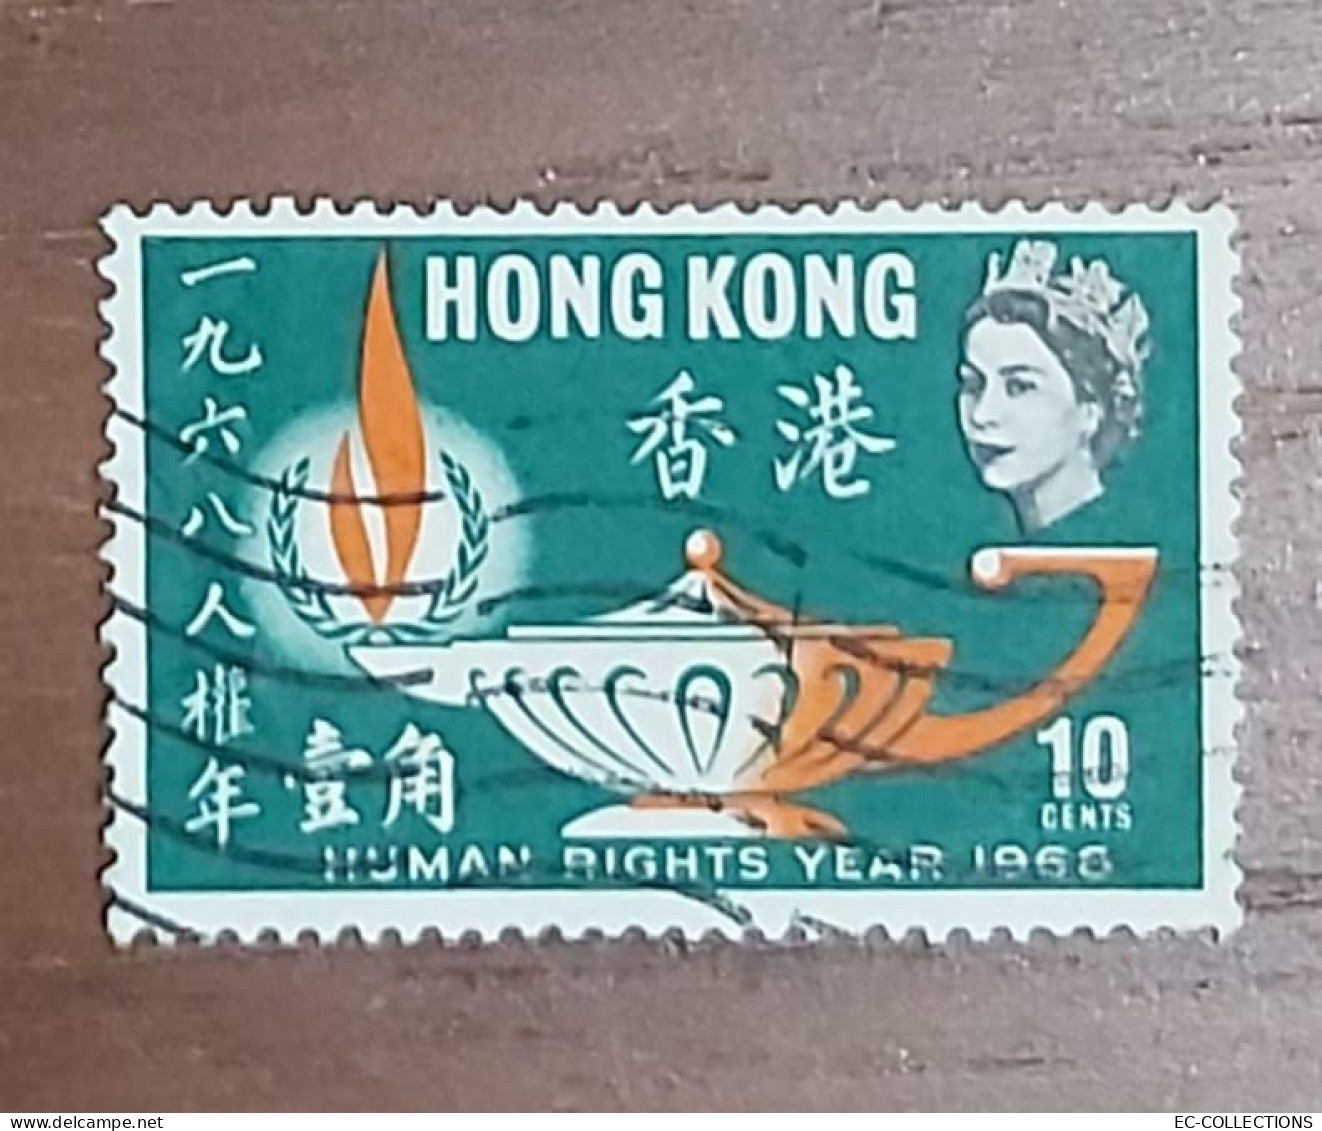 HONG KONG
香港
一九六八人權年
壹角
10
CENTS
HUMAN RIGHTS YEAR 1968
delcampe.net
EC-COLLECTIONS